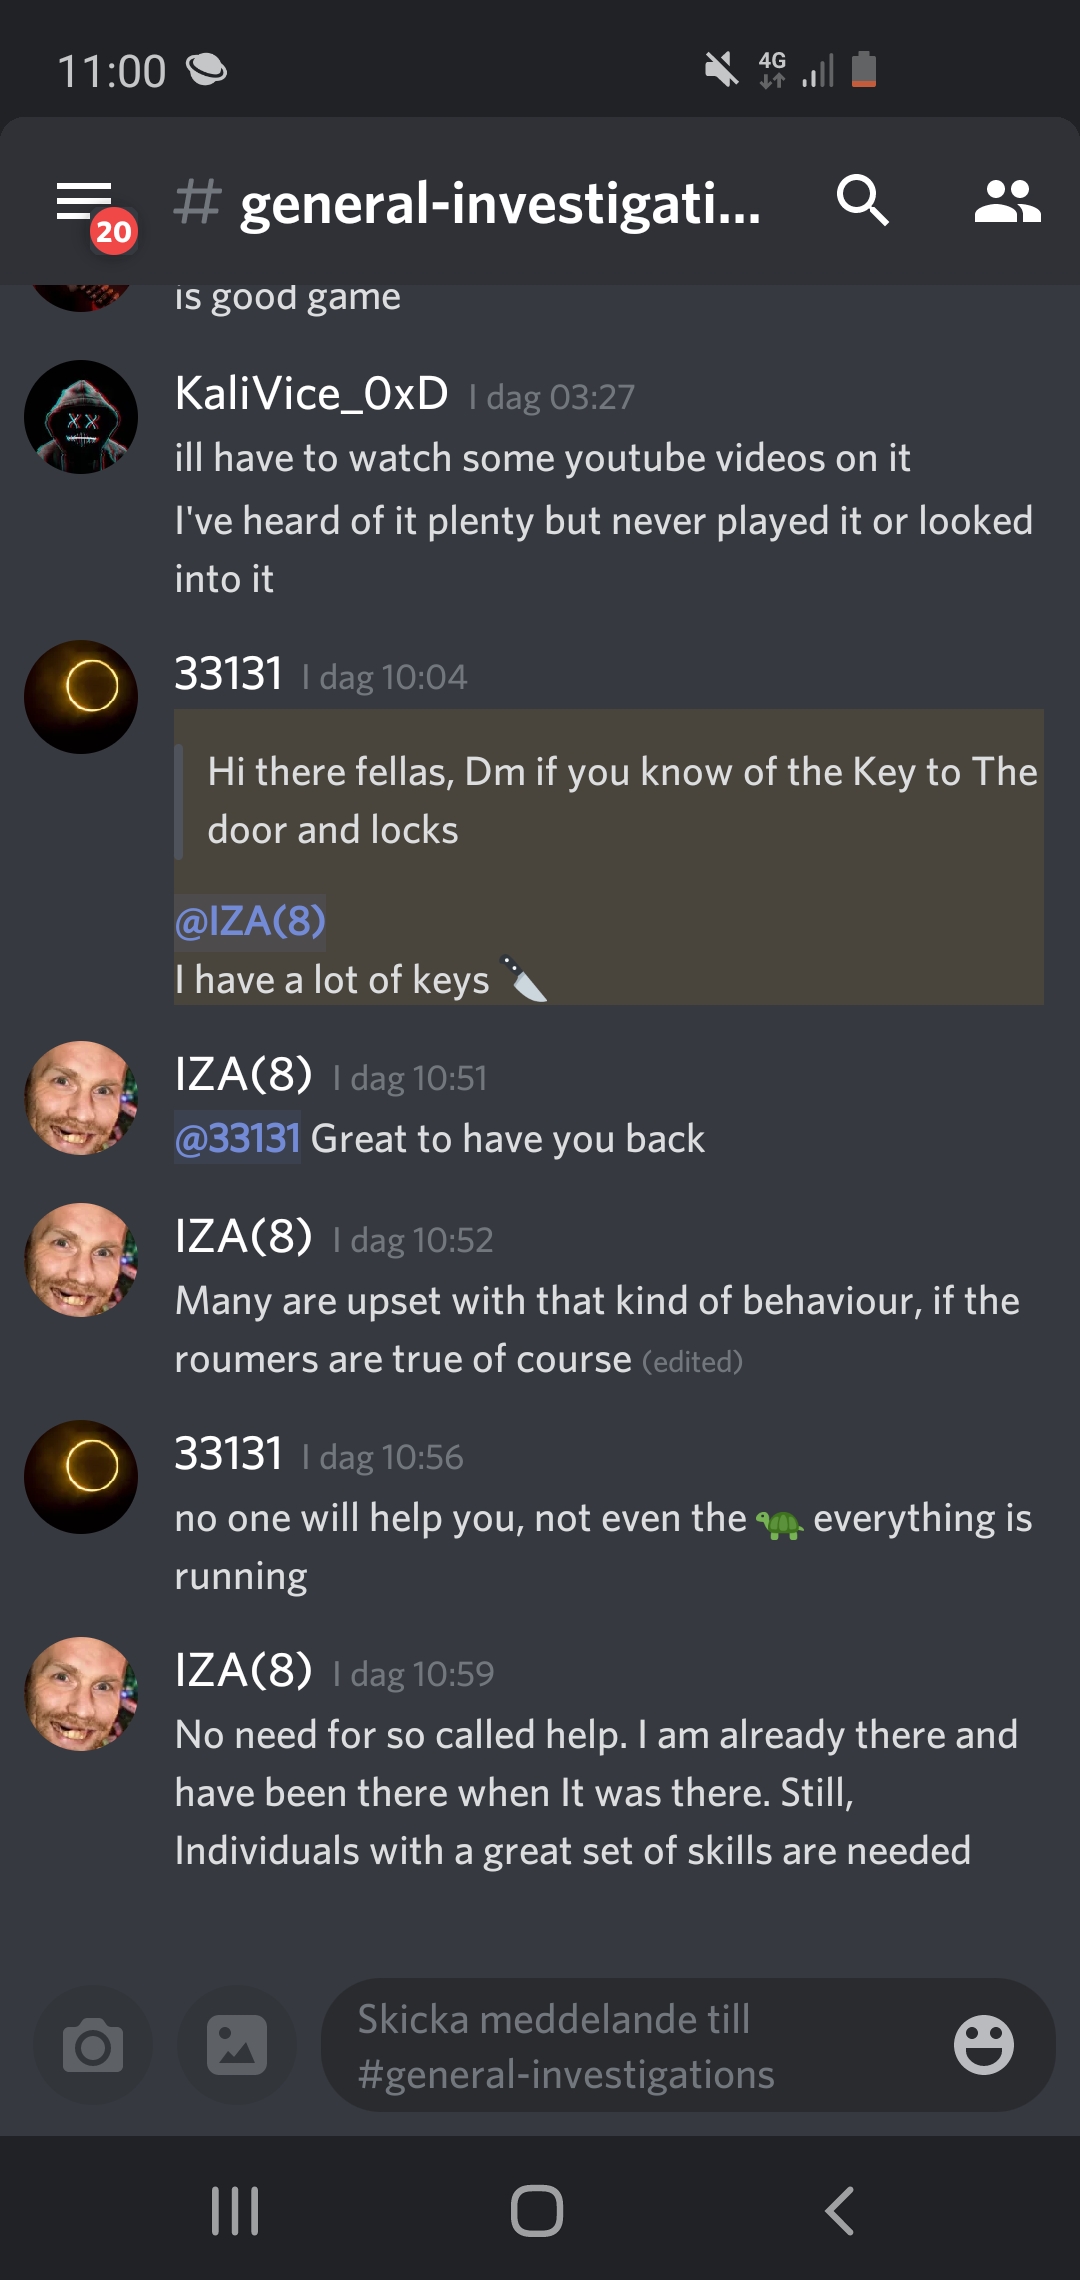 11:00
4G
# general-investigati...
20
is good game
KaliVice_0xD I dag 03:27
ill have to watch some youtube videos on it
I've heard of it plenty but never played it or looked
into it
33131 I dag 10:04
Hi there fellas, Dm if you know of the Key to The
door and locks
@IZA(8)
I have a lot of keys 🔪
IZA(8) I dag 10:51
@33131 Great to have you back
IZA(8) I dag 10:52
Many are upset with that kind of behaviour, if the
roumers are true of course (edited)
33131 I dag 10:56
no one will help you, not even the 🐢 everything is
running
IZA(8) I dag 10:59
No need for so called help. I am already there and
have been there when It was there. Still,
Individuals with a great set of skills are needed
Skicka meddelande till
#general-investigations